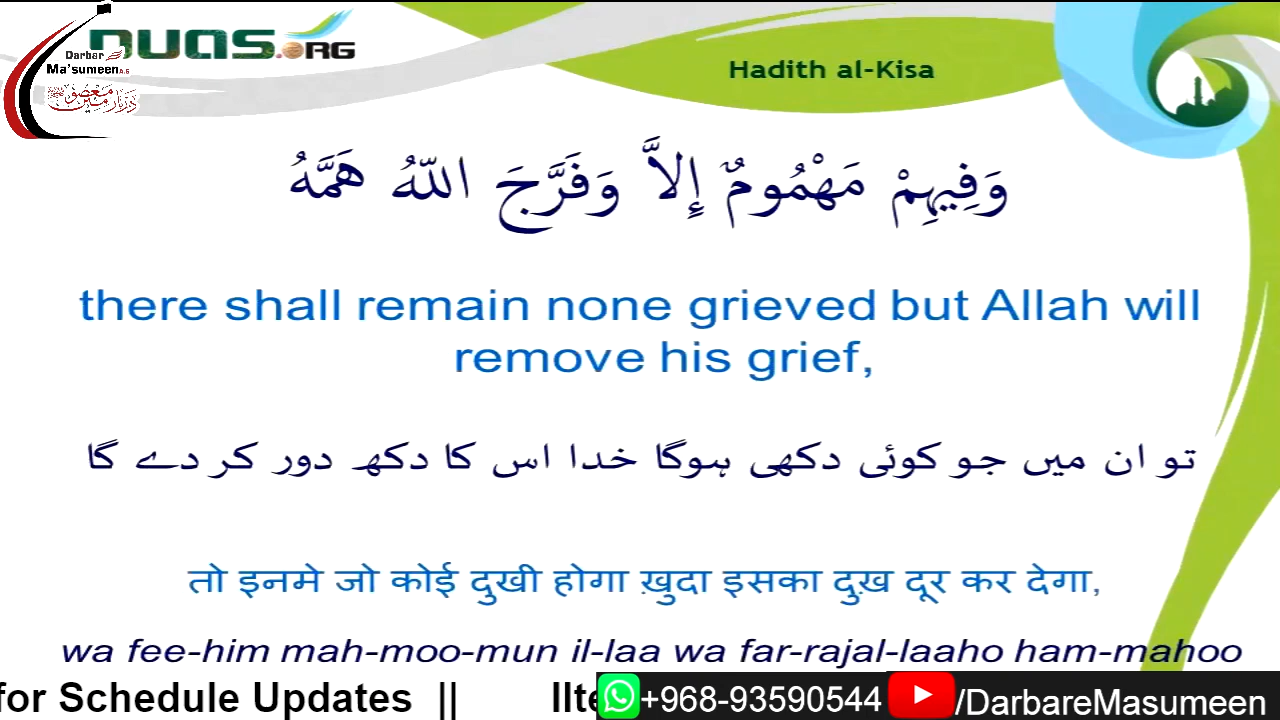 DUAS.ORG
Darbar
Ma'sumeen A.S
دربار معصومین
Hadith al-Kisa
وَفِيهِمْ مَهْمُومٌ إِلاَّ وَفَرَّجَ اللّهُ هَمَّهُ
there shall remain none grieved but Allah will
remove his grief,
تو ان میں جو کوئی دکھی ہوگا خدا اس کا دکھ دور کر دے گا
तो इनमे जो कोई दुखी होगा ख़ुदा इसका दुख़ दूर कर देगा,
wa fee-him mah-moo-mun il-laa wa far-rajal-laaho ham-mahoo
for Schedule Updates || Ilte
+968-93590544 /DarbareMasumeen